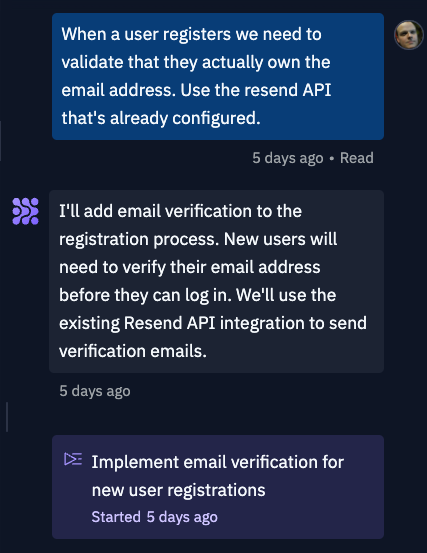 When a user registers we need to
validate that they actually own the
email address. Use the resend API
that's already configured.
5 days ago • Read
I'll add email verification to the
registration process. New users will
need to verify their email address
before they can log in. We'll use the
existing Resend API integration to send
verification emails.
5 days ago
Implement email verification for
new user registrations
Started 5 days ago